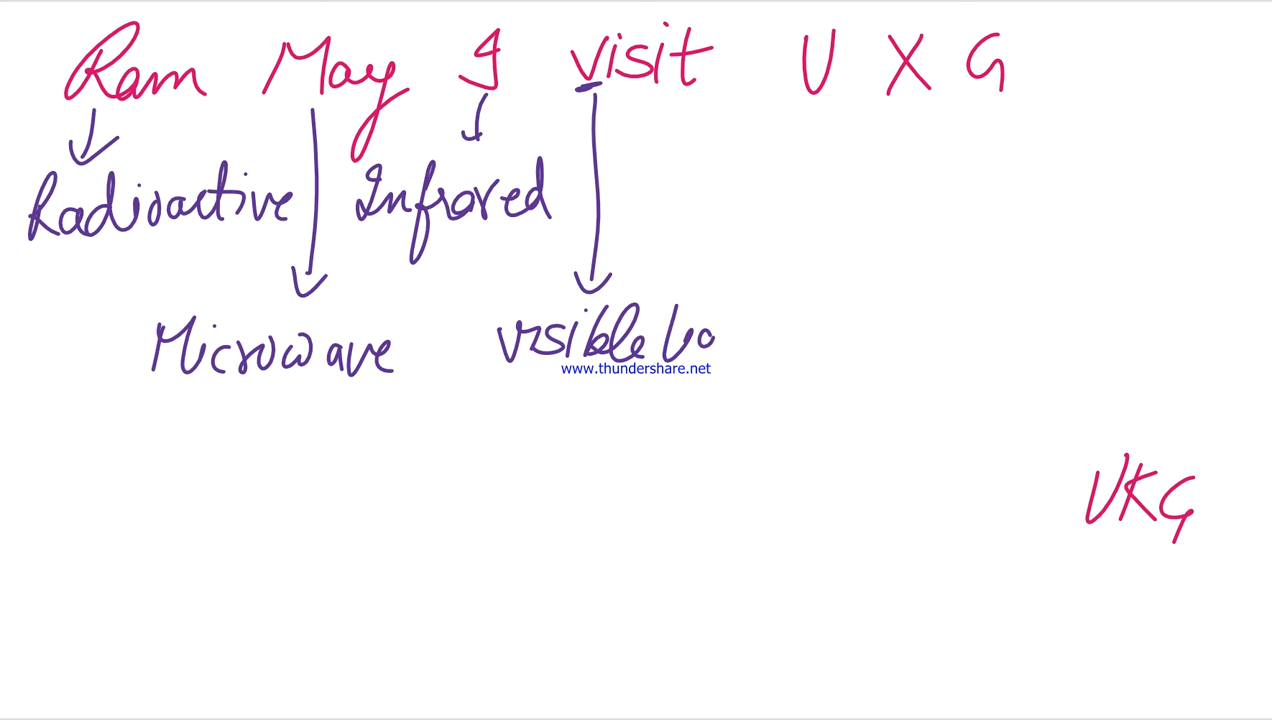 Ram May I visit U X G
Radioactive Infrared
Microwave visible
www.thundershare.net
UKG